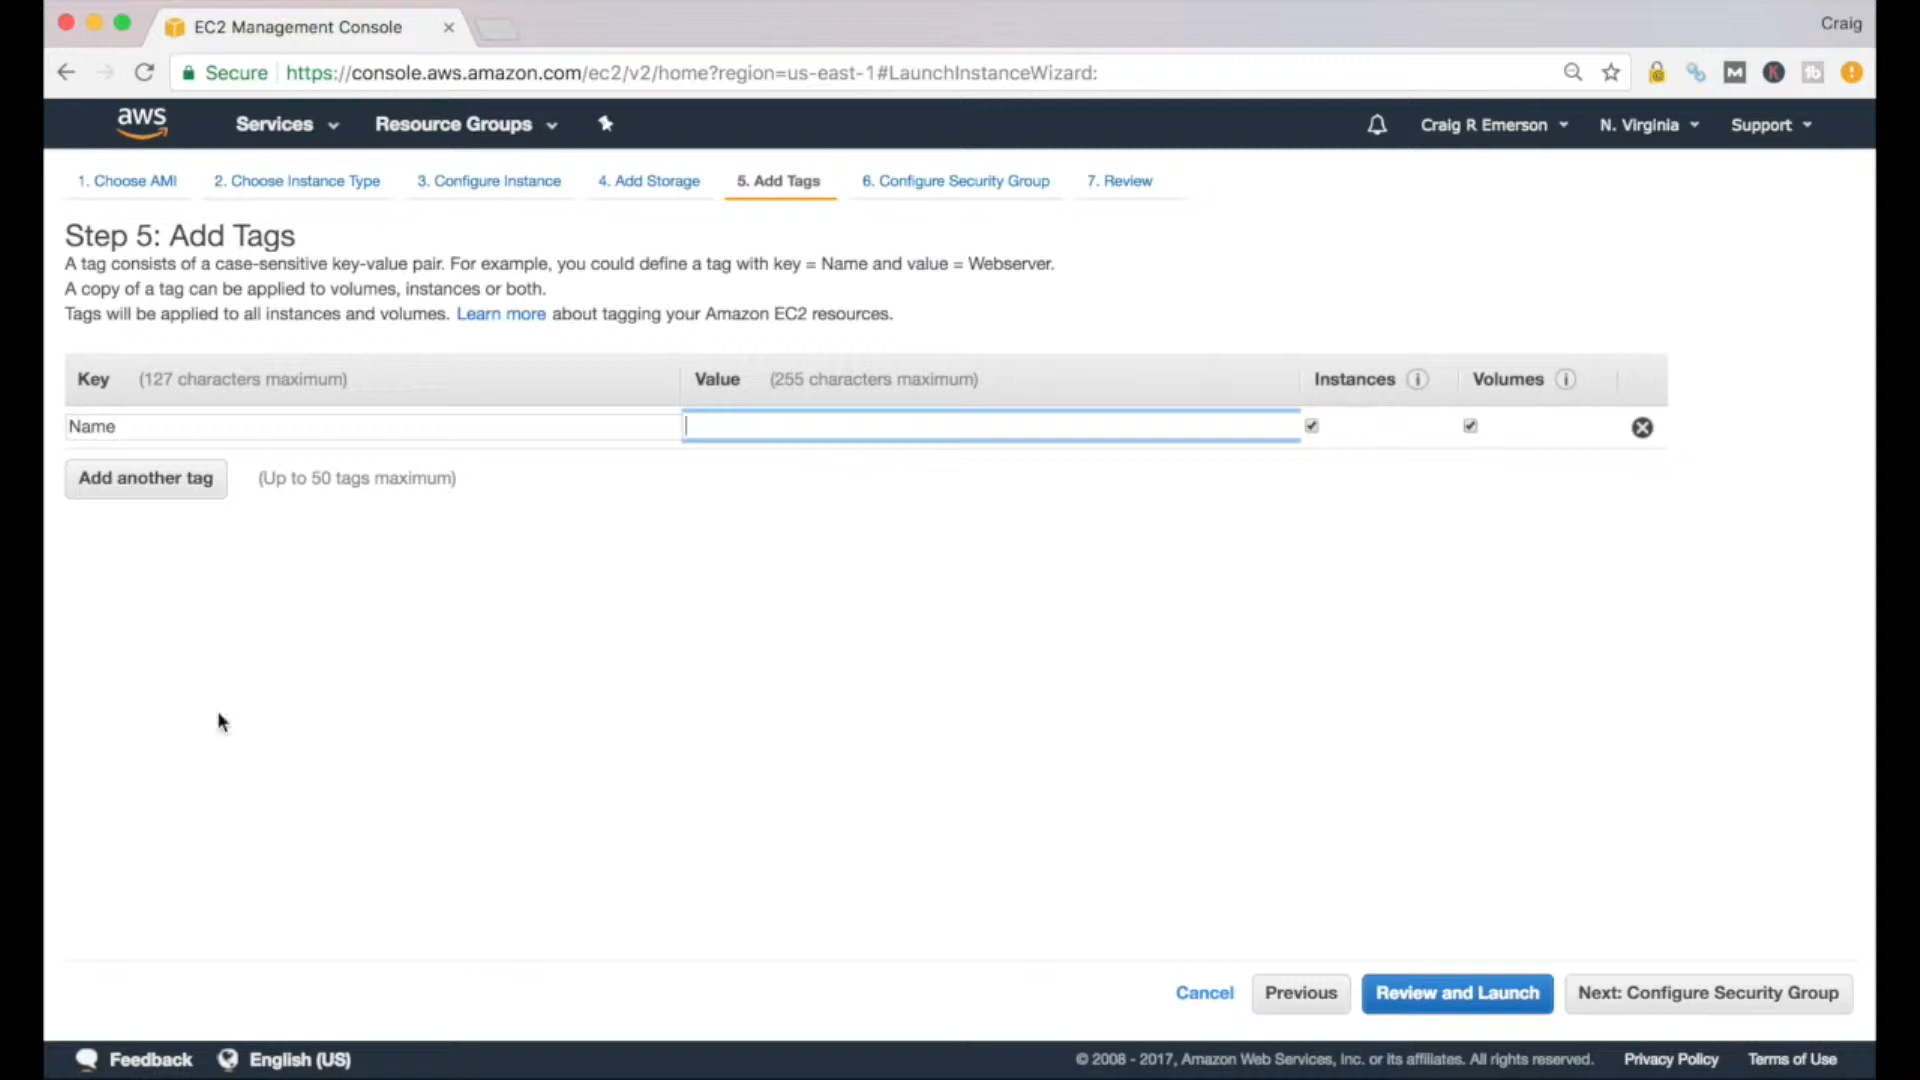 EC2 Management Console
Craig
Secure https://console.aws.amazon.com/ec2/v2/home?region=us-east-1#LaunchInstanceWizard:
aws Services Resource Groups Craig R Emerson N. Virginia Support
1. Choose AMI 2. Choose Instance Type 3. Configure Instance 4. Add Storage 5. Add Tags 6. Configure Security Group 7. Review
Step 5: Add Tags
A tag consists of a case-sensitive key-value pair. For example, you could define a tag with key = Name and value = Webserver.
A copy of a tag can be applied to volumes, instances or both.
Tags will be applied to all instances and volumes. Learn more about tagging your Amazon EC2 resources.
Key (127 characters maximum) Value (255 characters maximum) Instances i Volumes i
Name
Add another tag (Up to 50 tags maximum)
Cancel Previous Review and Launch Next: Configure Security Group
Feedback English (US) © 2008 - 2017, Amazon Web Services, Inc. or its affiliates. All rights reserved. Privacy Policy Terms of Use